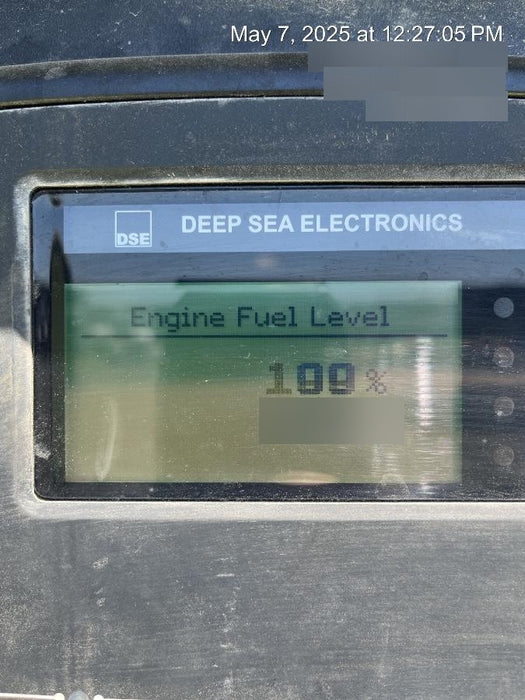 May 7, 2025 at 12:27:05 PM
DSE
DEEP SEA ELECTRONICS
Engine Fuel Level
100 %